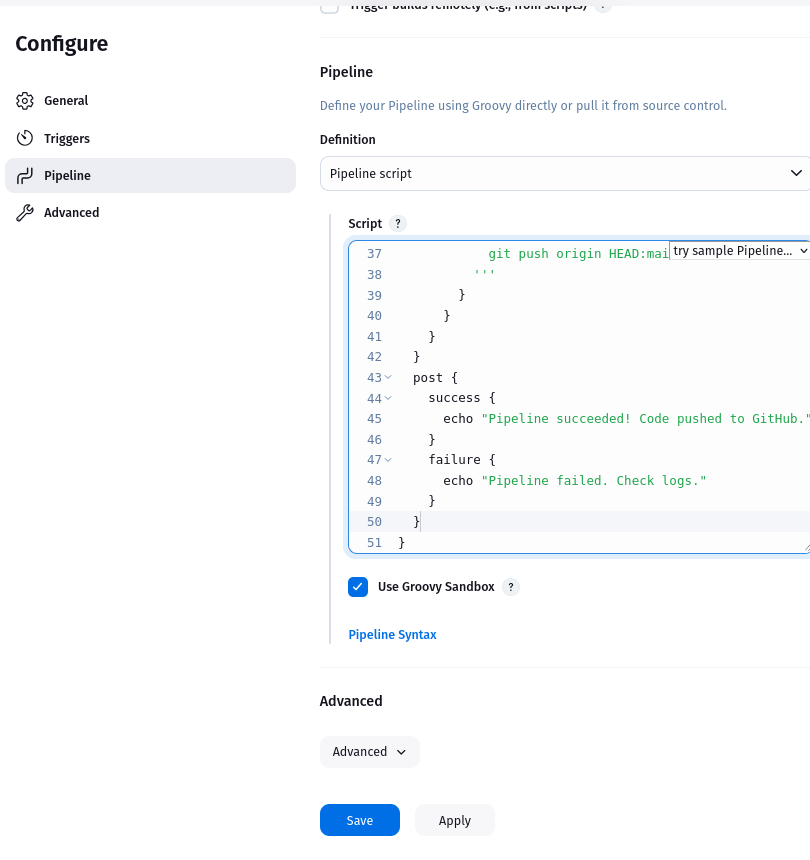 Trigger builds remotely (e.g., from scripts) ?
Configure
General
Triggers
Pipeline
Advanced
Pipeline
Define your Pipeline using Groovy directly or pull it from source control.
Definition
Pipeline script
Script ?
try sample Pipeline...
37 git push origin HEAD:mai
38 '''
39 }
40 }
41 }
42 }
43 post {
44 success {
45 echo "Pipeline succeeded! Code pushed to GitHub."
46 }
47 failure {
48 echo "Pipeline failed. Check logs."
49 }
50 }
51 }
Use Groovy Sandbox ?
Pipeline Syntax
Advanced
Advanced
Save
Apply